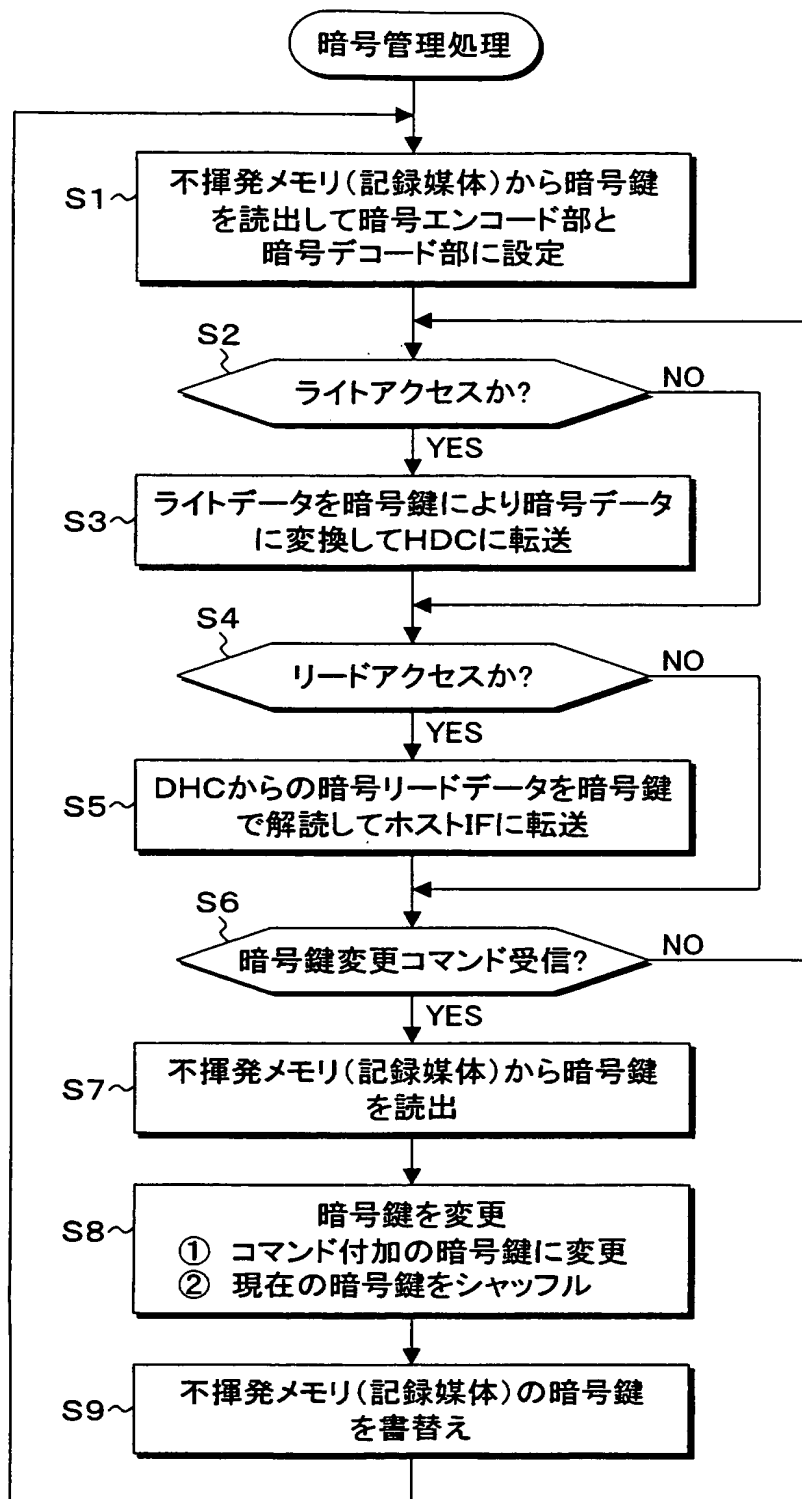 暗号管理処理
S1
不揮発メモリ(記録媒体)から暗号鍵
を読出して暗号エンコード部と
暗号デコード部に設定
S2
ライトアクセスか?
NO
YES
S3
ライトデータを暗号鍵により暗号データ
に変換してHDCに転送
S4
リードアクセスか?
NO
YES
S5
DHCからの暗号リードデータを暗号鍵
で解読してホストIFに転送
S6
暗号鍵変更コマンド受信?
NO
YES
S7
不揮発メモリ(記録媒体)から暗号鍵
を読出
S8
暗号鍵を変更
① コマンド付加の暗号鍵に変更
② 現在の暗号鍵をシャッフル
S9
不揮発メモリ(記録媒体)の暗号鍵
を書替え